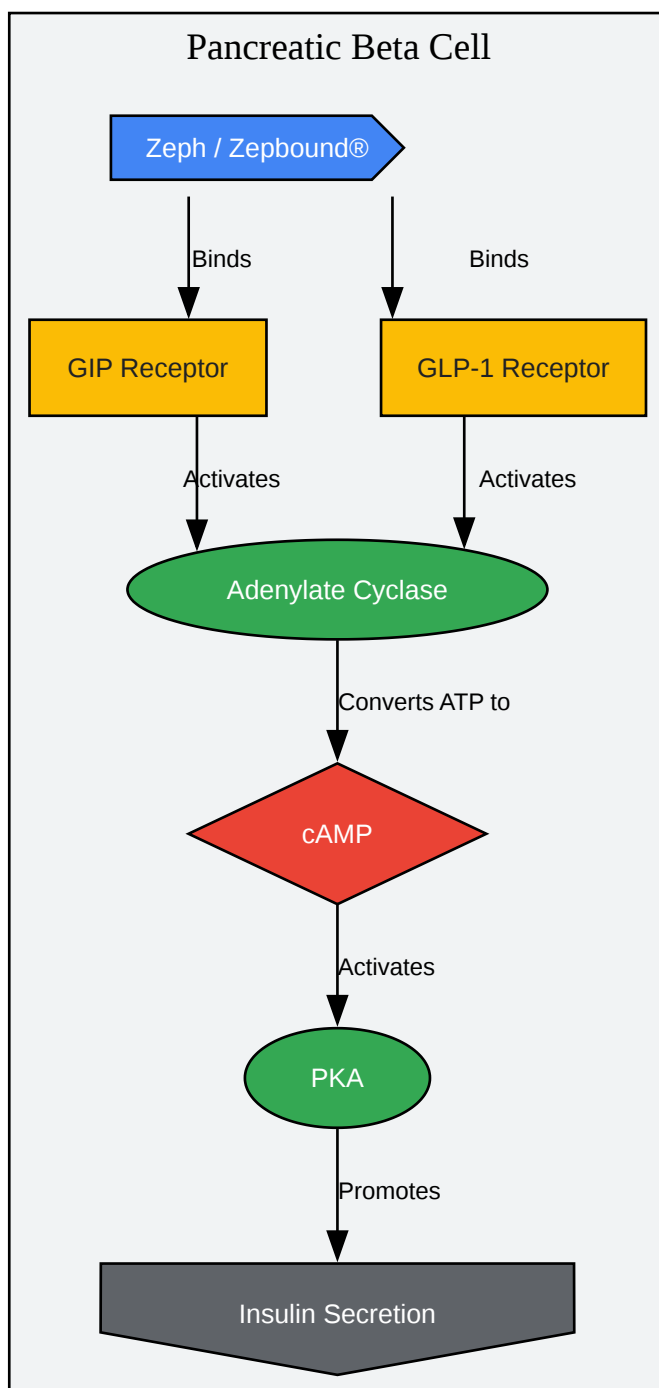 Pancreatic Beta Cell
Zeph / Zepbound®
Binds
Binds
GIP Receptor
GLP-1 Receptor
Activates
Activates
Adenylate Cyclase
Converts ATP to
cAMP
Activates
PKA
Promotes
Insulin Secretion